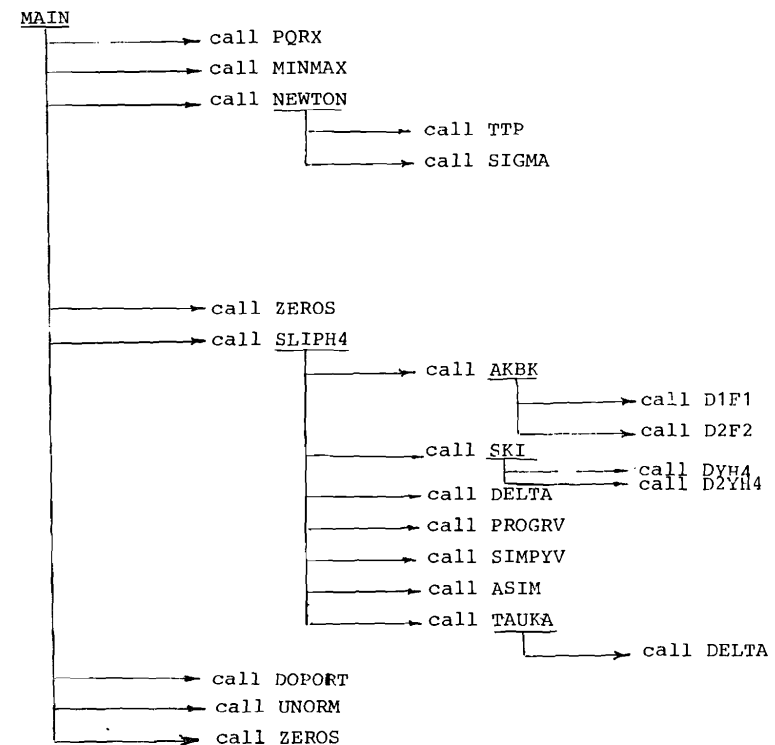 MAIN
call PQRX
call MINMAX
call NEWTON
call TTP
call SIGMA
call ZEROS
call SLIPH4
call AKBK
call D1F1
call D2F2
call SKI
call DYH4
call D2YH4
call DELTA
call PROGRV
call SIMPYV
call ASIM
call TAUKA
call DELTA
call DOPORT
call UNORM
call ZEROS